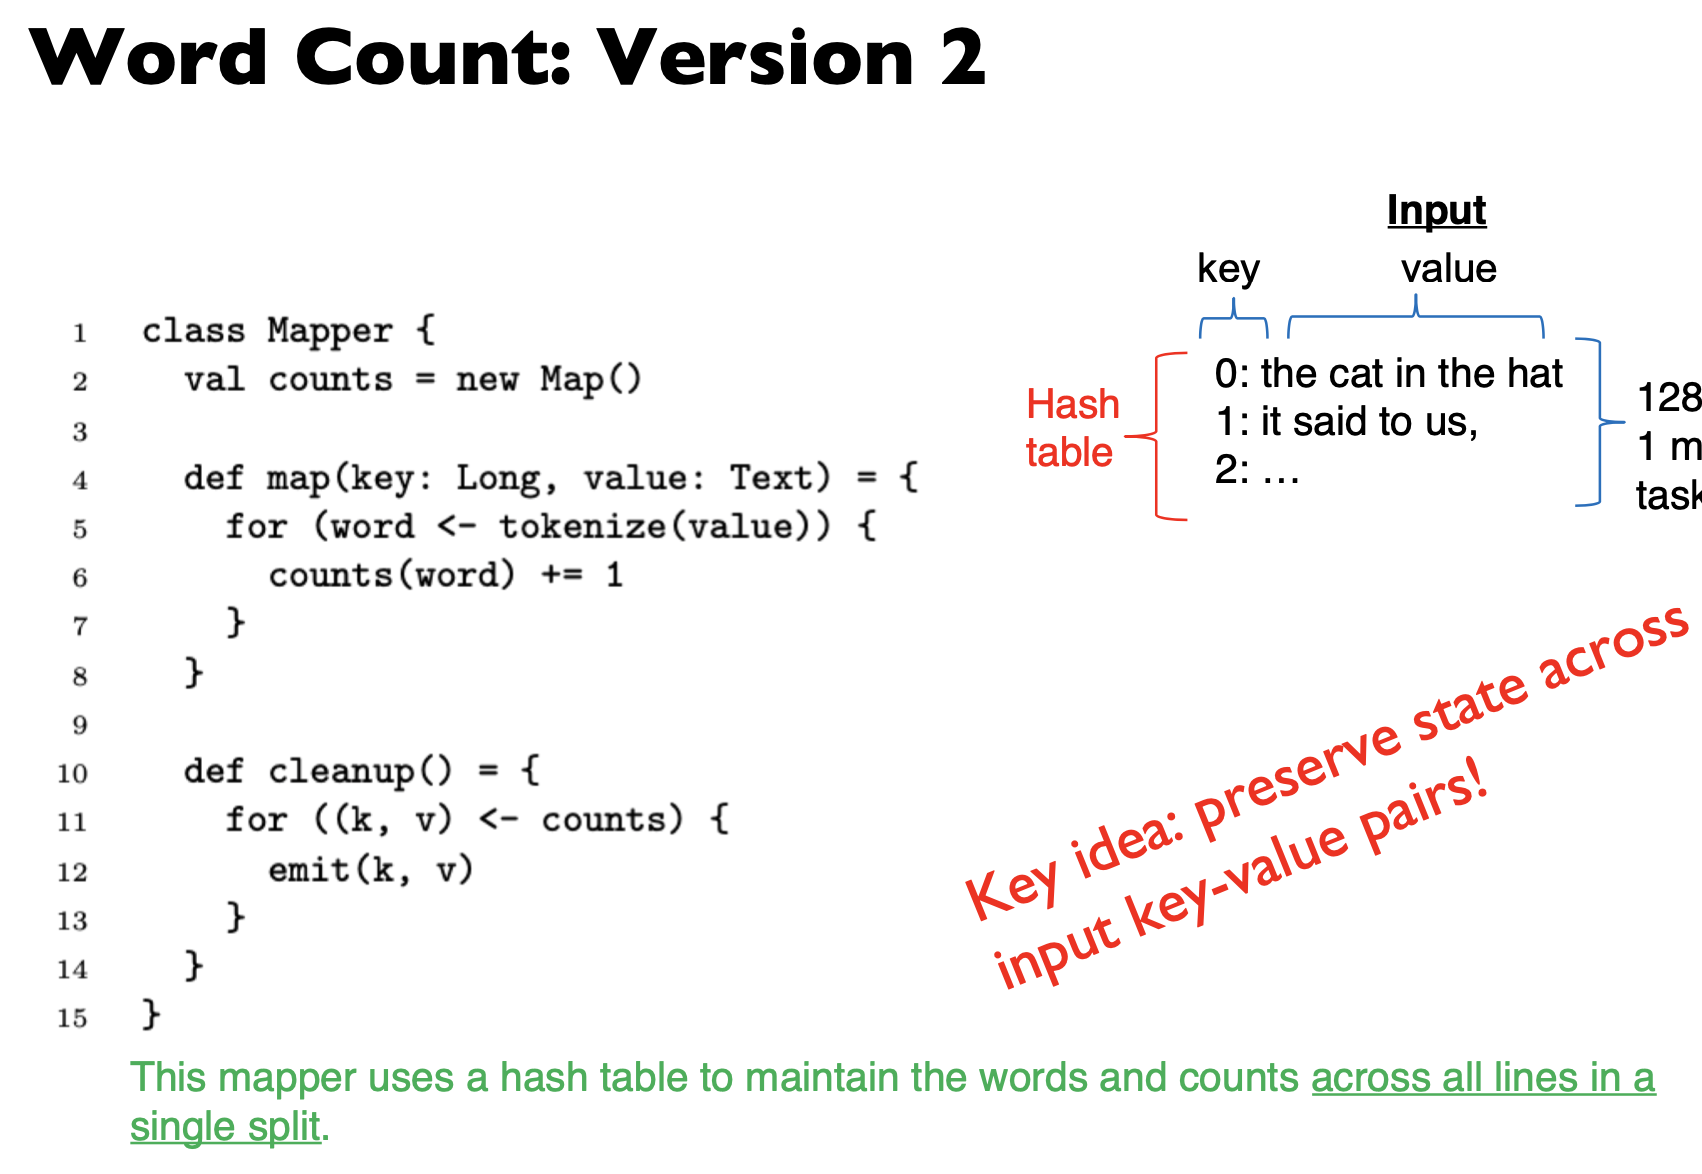 Word Count: Version 2
1 class Mapper {
2 val counts = new Map()
3
4 def map(key: Long, value: Text) = {
5 for (word <- tokenize(value)) {
6 counts(word) += 1
7 }
8 }
9
10 def cleanup() = {
11 for ((k, v) <- counts) {
12 emit(k, v)
13 }
14 }
15 }
Input
key value
Hash
table
0: the cat in the hat
1: it said to us,
2: …
128
1 m
task
Key idea: preserve state across
input key-value pairs!
This mapper uses a hash table to maintain the words and counts across all lines in a
single split.